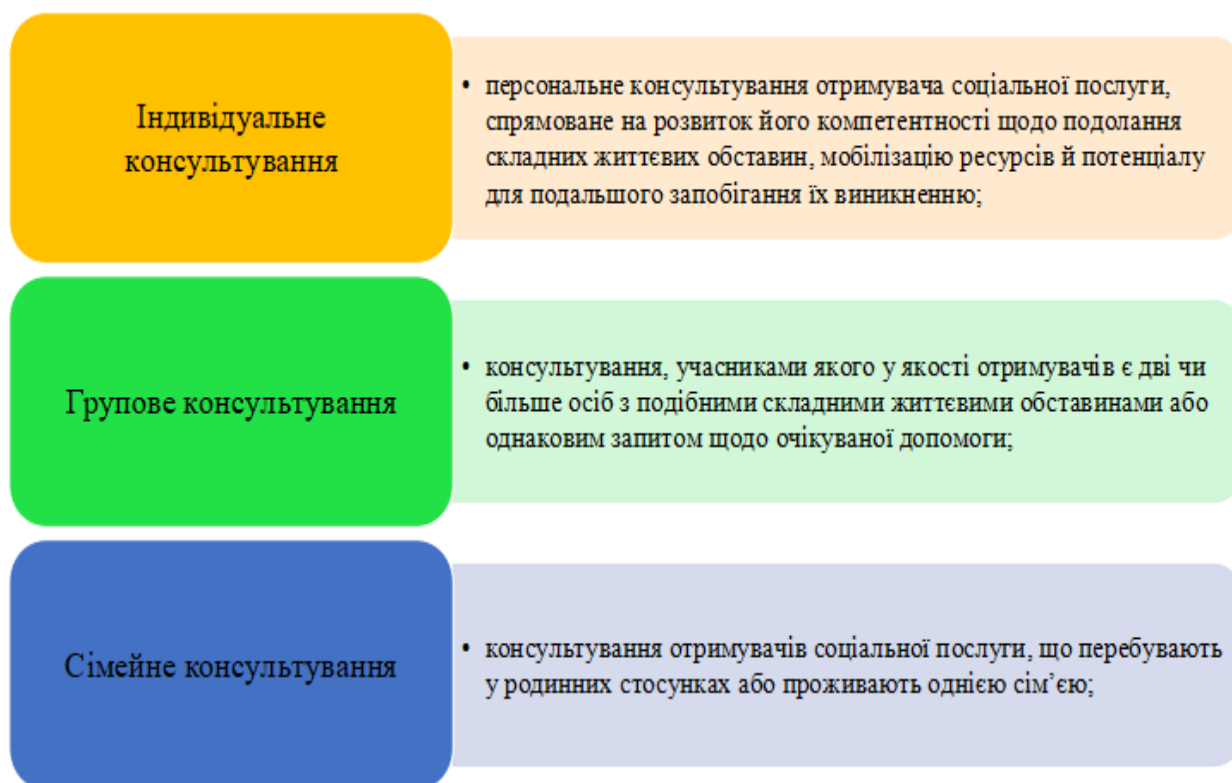 Індивідуальне
консультування
• персональне консультування отримувача соціальної послуги,
спрямоване на розвиток його компетентності щодо подолання
складних життєвих обставин, мобілізацію ресурсів й потенціалу
для подальшого запобігання їх виникненню;
Групове консультування
• консультування, учасниками якого у якості отримувачів є дві чи
більше осіб з подібними складними життєвими обставинами або
однаковим запитом щодо очікуваної допомоги;
Сімейне консультування
• консультування отримувачів соціальної послуги, що перебувають
у родинних стосунках або проживають однією сім’єю;